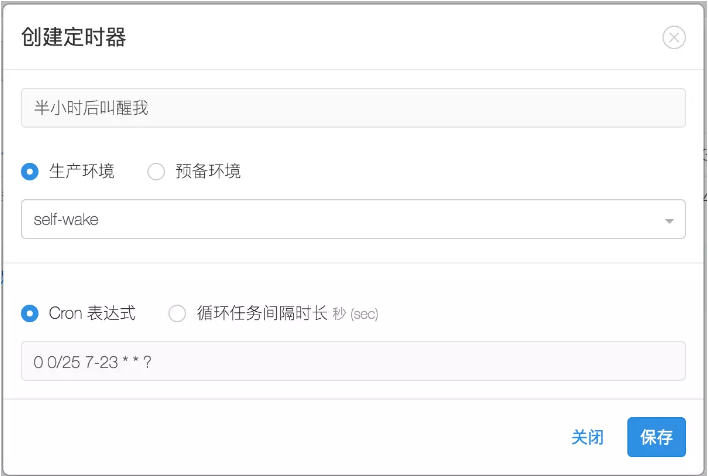 创建定时器
半小时后叫醒我
生产环境 预备环境
self-wake
Cron 表达式 循环任务间隔时长 秒 (sec)
0 0/25 7-23 * * ?
关闭 保存